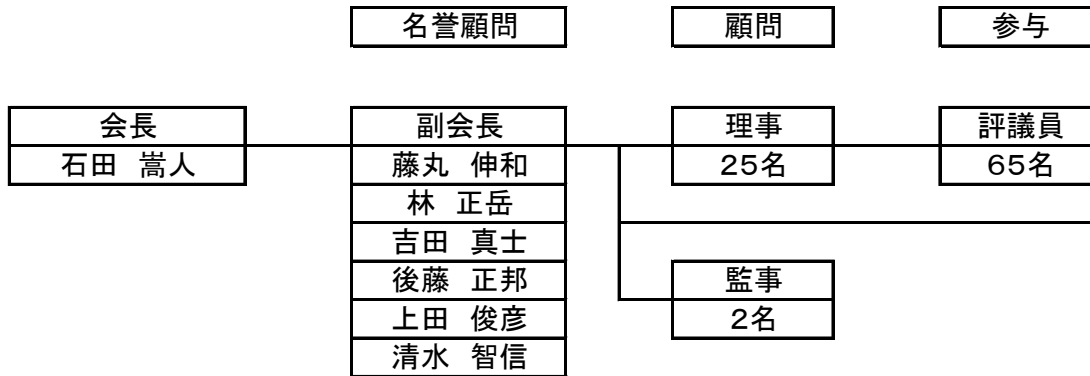 名誉顧問
顧問
参与
会長
副会長
理事
評議員
石田 嵩人
藤丸 伸和
25名
65名
林 正岳
吉田 真士
後藤 正邦
監事
上田 俊彦
2名
清水 智信